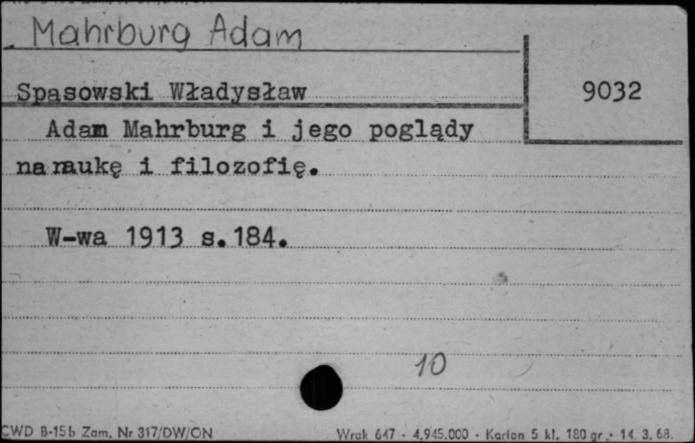 Mahrburg Adam
Spasowski Władysław
9032
Adam Mahrburg i jego poglądy
na naukę i filozofię.
W-wa 1913 s.184.
10
CWD B-15b Zam. Nr 317/DW/ON
Wrak 647 - 4.945.000 - Karton 5 kl. 180 gr. - 14. 3. 68.